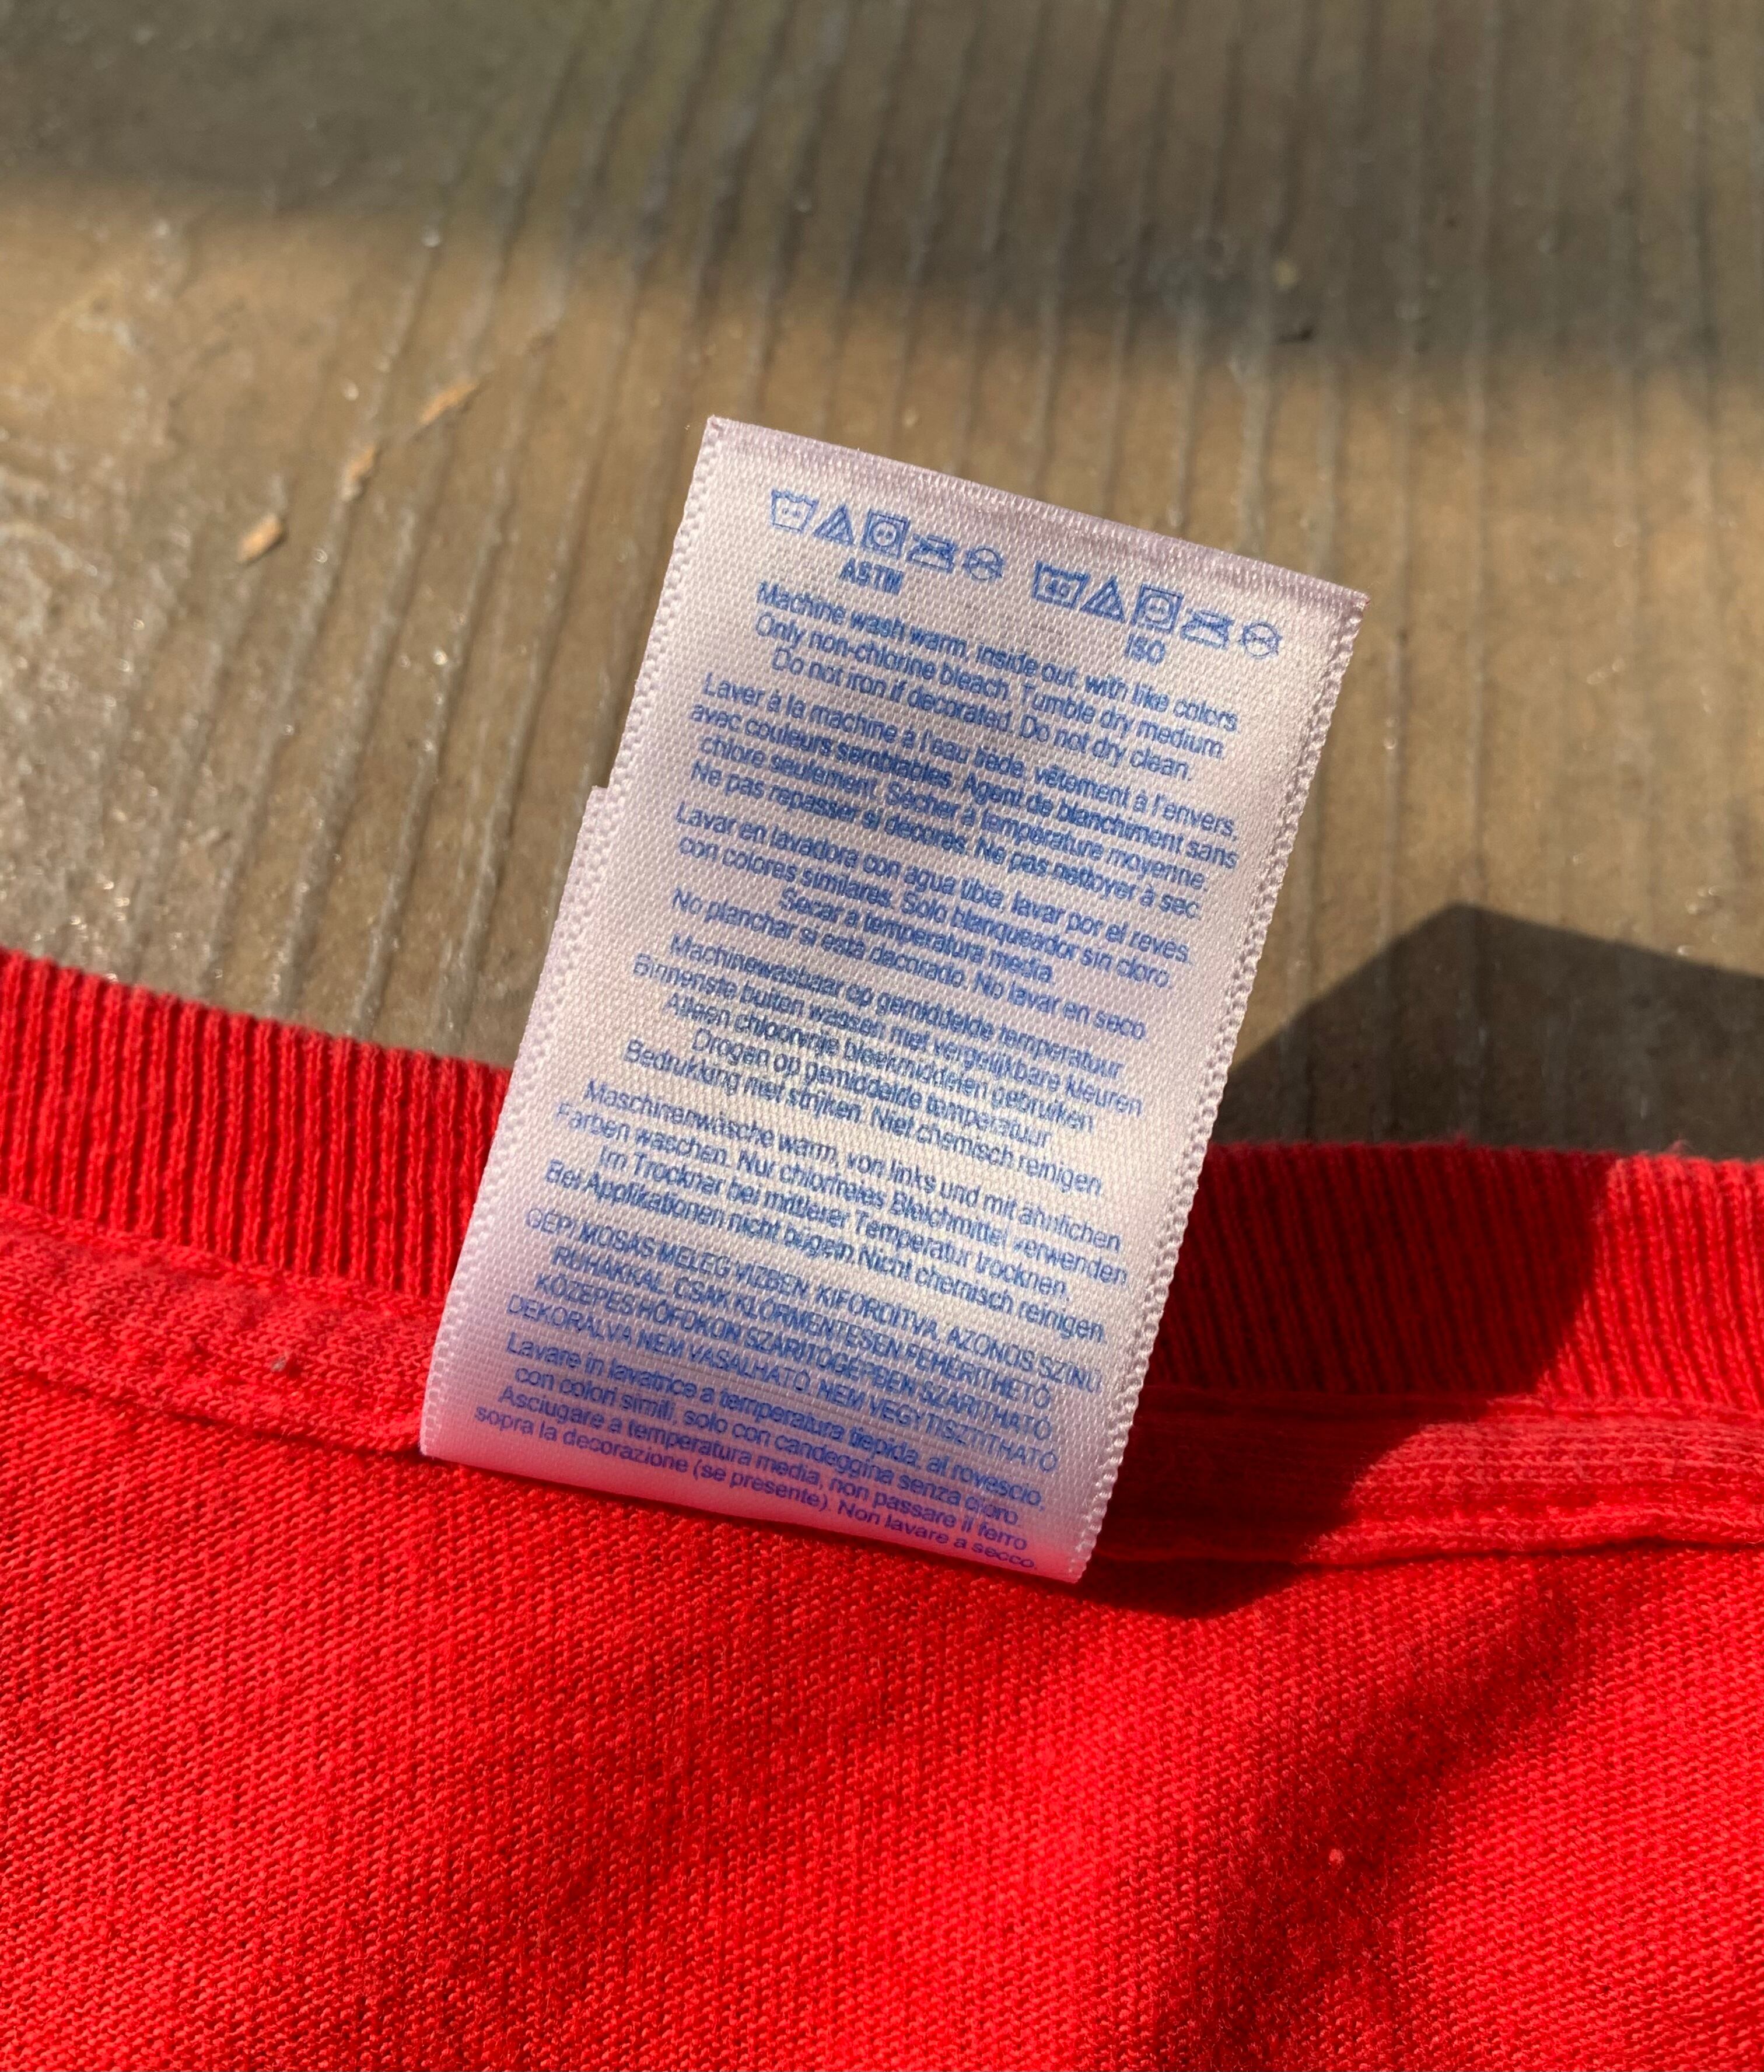 ASTM
60
ISO
Machine wash warm, inside out, with like colors.
Only non-chlorine bleach. Tumble dry medium.
Do not iron if decorated. Do not dry clean.
Laver à la machine à l'eau tiède, vêtement à l'envers,
avec couleurs semblables. Agent de blanchiment sans
chlore seulement. Sécher à température moyenne.
Ne pas repasser si décorés. Ne pas nettoyer à sec.
Lavar en lavadora con agua tibia, lavar por el revés,
con colores similares. Solo blanqueador sin cloro.
Secar a temperatura media.
No planchar si está decorado. No lavar en seco.
Machinewasbaar op gemiddelde temperatuur.
Binnenste buiten wassen met vergelijkbare kleuren
Alleen chloorvrije bleekmiddelen gebruiken
Drogen op gemiddelde temperatuur
Bedrukking niet strijken. Niet chemisch reinigen.
Maschinenwäsche warm, von links und mit ähnlichen
Farben waschen. Nur chlorfreies Bleichmittel verwenden
Im Trockner bei mittlerer Temperatur trocknen.
Bei Applikationen nicht bügeln Nicht chemisch reinigen.
GÉPI MOSÁS MELEG VÍZBEN, KIFORDÍTVA, AZONOS SZÍNŰ
RUHÁKKAL, CSAK KLÓRMENTESEN FEHÉRÍTHETŐ
KÖZEPES HŐFOKON SZÁRÍTÓGÉPBEN SZÁRÍTHATÓ
DEKORÁLVA NEM VASALHATÓ, NEM VEGYTISZTÍTHATÓ
Lavare in lavatrice a temperatura tiepida, al rovescio,
con colori simili, solo con candeggina senza cloro
Asciugare a temperatura media, non passare il ferro
sopra la decorazione (se presente). Non lavare a secco.